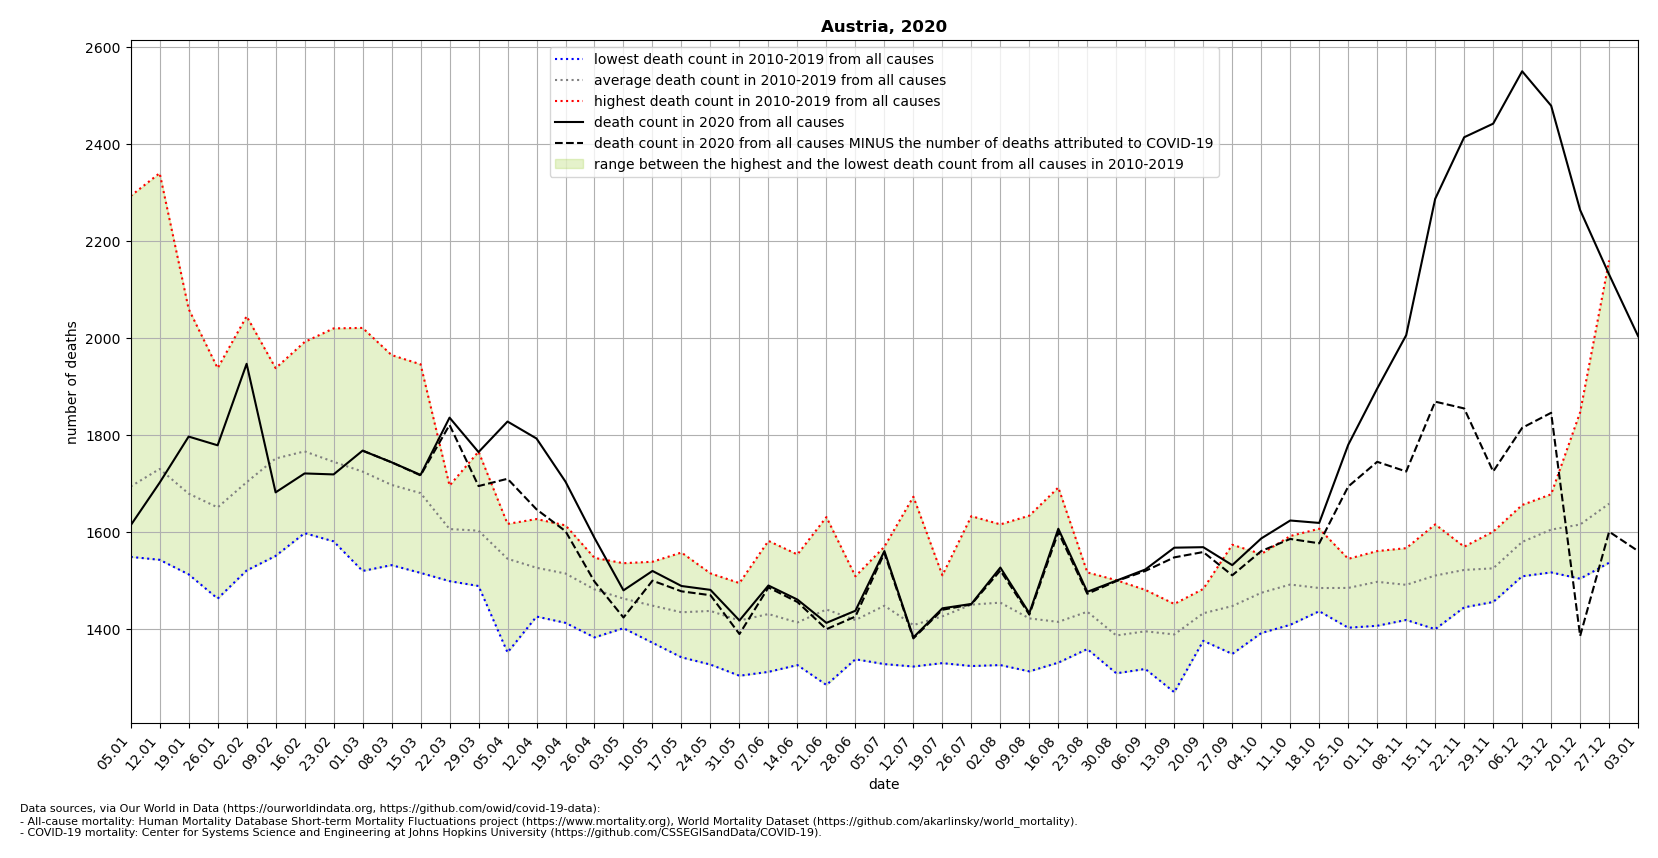 Austria, 2020
2600
2400
2200
2000
1800
1600
1400
number of deaths
lowest death count in 2010-2019 from all causes
average death count in 2010-2019 from all causes
highest death count in 2010-2019 from all causes
death count in 2020 from all causes
death count in 2020 from all causes MINUS the number of deaths attributed to COVID-19
range between the highest and the lowest death count from all causes in 2010-2019
05.01 12.01 19.01 26.01 02.02 09.02 16.02 23.02 01.03 08.03 15.03 22.03 29.03 05.04 12.04 19.04 26.04 03.05 10.05 17.05 24.05 31.05 07.06 14.06 21.06 28.06 05.07 12.07 19.07 26.07 02.08 09.08 16.08 23.08 30.08 06.09 13.09 20.09 27.09 04.10 11.10 18.10 25.10 01.11 08.11 15.11 22.11 29.11 06.12 13.12 20.12 27.12 03.01
date
Data sources, via Our World in Data (https://ourworldindata.org, https://github.com/owid/covid-19-data):
- All-cause mortality: Human Mortality Database Short-term Mortality Fluctuations project (https://www.mortality.org), World Mortality Dataset (https://github.com/akarlinsky/world_mortality).
- COVID-19 mortality: Center for Systems Science and Engineering at Johns Hopkins University (https://github.com/CSSEGISandData/COVID-19).